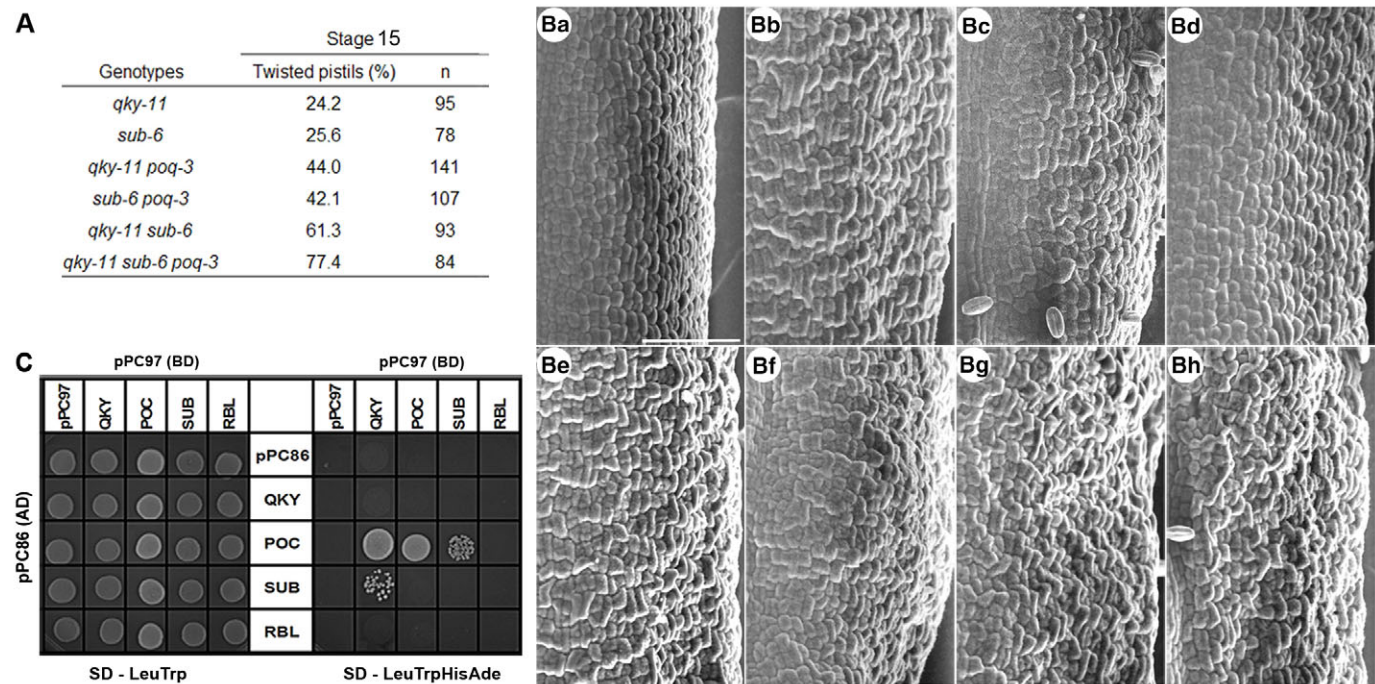 A
Stage 15
Genotypes Twisted pistils (%) n
qky-11 24.2 95
sub-6 25.6 78
qky-11 poq-3 44.0 141
sub-6 poq-3 42.1 107
qky-11 sub-6 61.3 93
qky-11 sub-6 poq-3 77.4 84
Ba Bb Bc Bd
Be Bf Bg Bh
C
pPC97 (BD) pPC97 (BD)
pPC97 QKY POC SUB RBL pPC97 QKY POC SUB RBL
pPC86 (AD)
pPC86
QKY
POC
SUB
RBL
SD - LeuTrp SD - LeuTrpHisAde